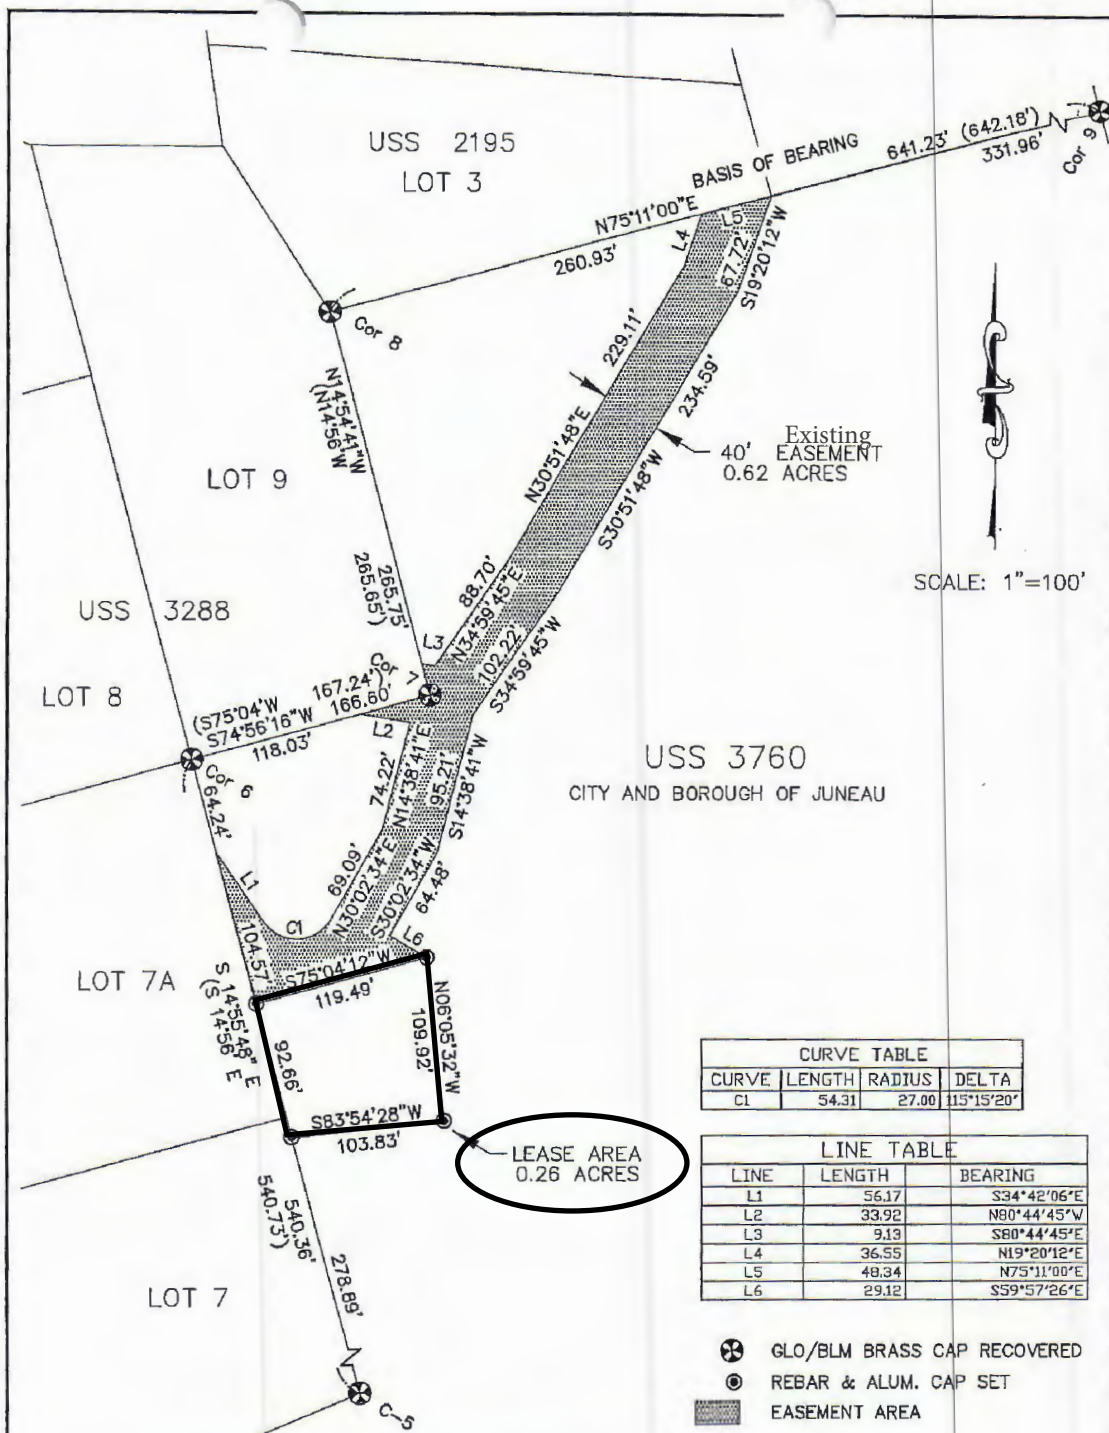 USS 2195
LOT 3
BASIS OF BEARING
641.23' (642.18')
331.96'
Cor 9
N75°11'00"E
260.93'
L5
L4
67.72'
S19°20'12"W
Cor 8
229.11'
N14°54'41"W
(N14°56'W
234.59'
N30°51'48"E
Existing
40' EASEMENT
0.62 ACRES
LOT 9
S30°51'48"W
265.75'
265.65')
SCALE: 1"=100'
88.70'
N34°59'45"E
USS 3288
L3
102.22'
S34°59'45"W
Cor 7
LOT 8
(S75°04'W 167.24')
S74°56'16"W 166.60'
118.03'
L2
Cor 6
64.24'
74.22'
N14°38'41"E
95.21'
S14°38'41"W
USS 3760
CITY AND BOROUGH OF JUNEAU
L1
69.09'
N30°02'34"E
S30°02'34"W
64.48'
C1
L6
104.57'
S75°04'12"W
119.49'
LOT 7A
S 14°55'48" E
(S 14°56' E
92.66'
109.92'
N06°05'32"W
S83°54'28"W
103.83'
LEASE AREA
0.26 ACRES
CURVE TABLE
CURVE LENGTH RADIUS DELTA
C1 54.31 27.00 115°15'20"
LINE TABLE
LINE LENGTH BEARING
L1 56.17 S34°42'06"E
L2 33.92 N80°44'45"W
L3 9.13 S80°44'45"E
L4 36.55 N19°20'12"E
L5 48.34 N75°11'00"E
L6 29.12 S59°57'26"E
540.36'
540.73')
278.89'
LOT 7
C-5
GLO/BLM BRASS CAP RECOVERED
REBAR & ALUM. CAP SET
EASEMENT AREA